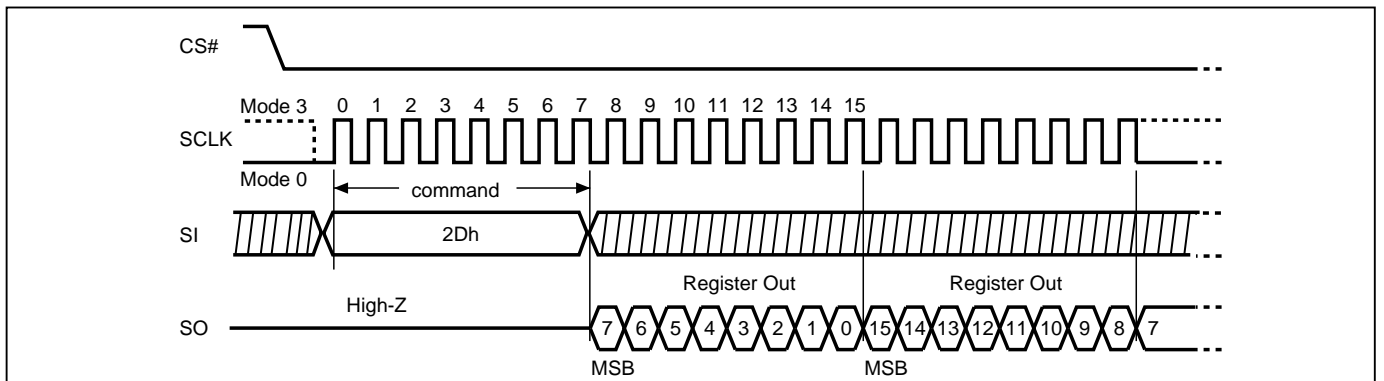 CS#
Mode 3 0 1 2 3 4 5 6 7 8 9 10 11 12 13 14 15
SCLK
Mode 0
command
SI 2Dh
Register Out Register Out
High-Z
SO 7 6 5 4 3 2 1 0 15 14 13 12 11 10 9 8 7
MSB MSB